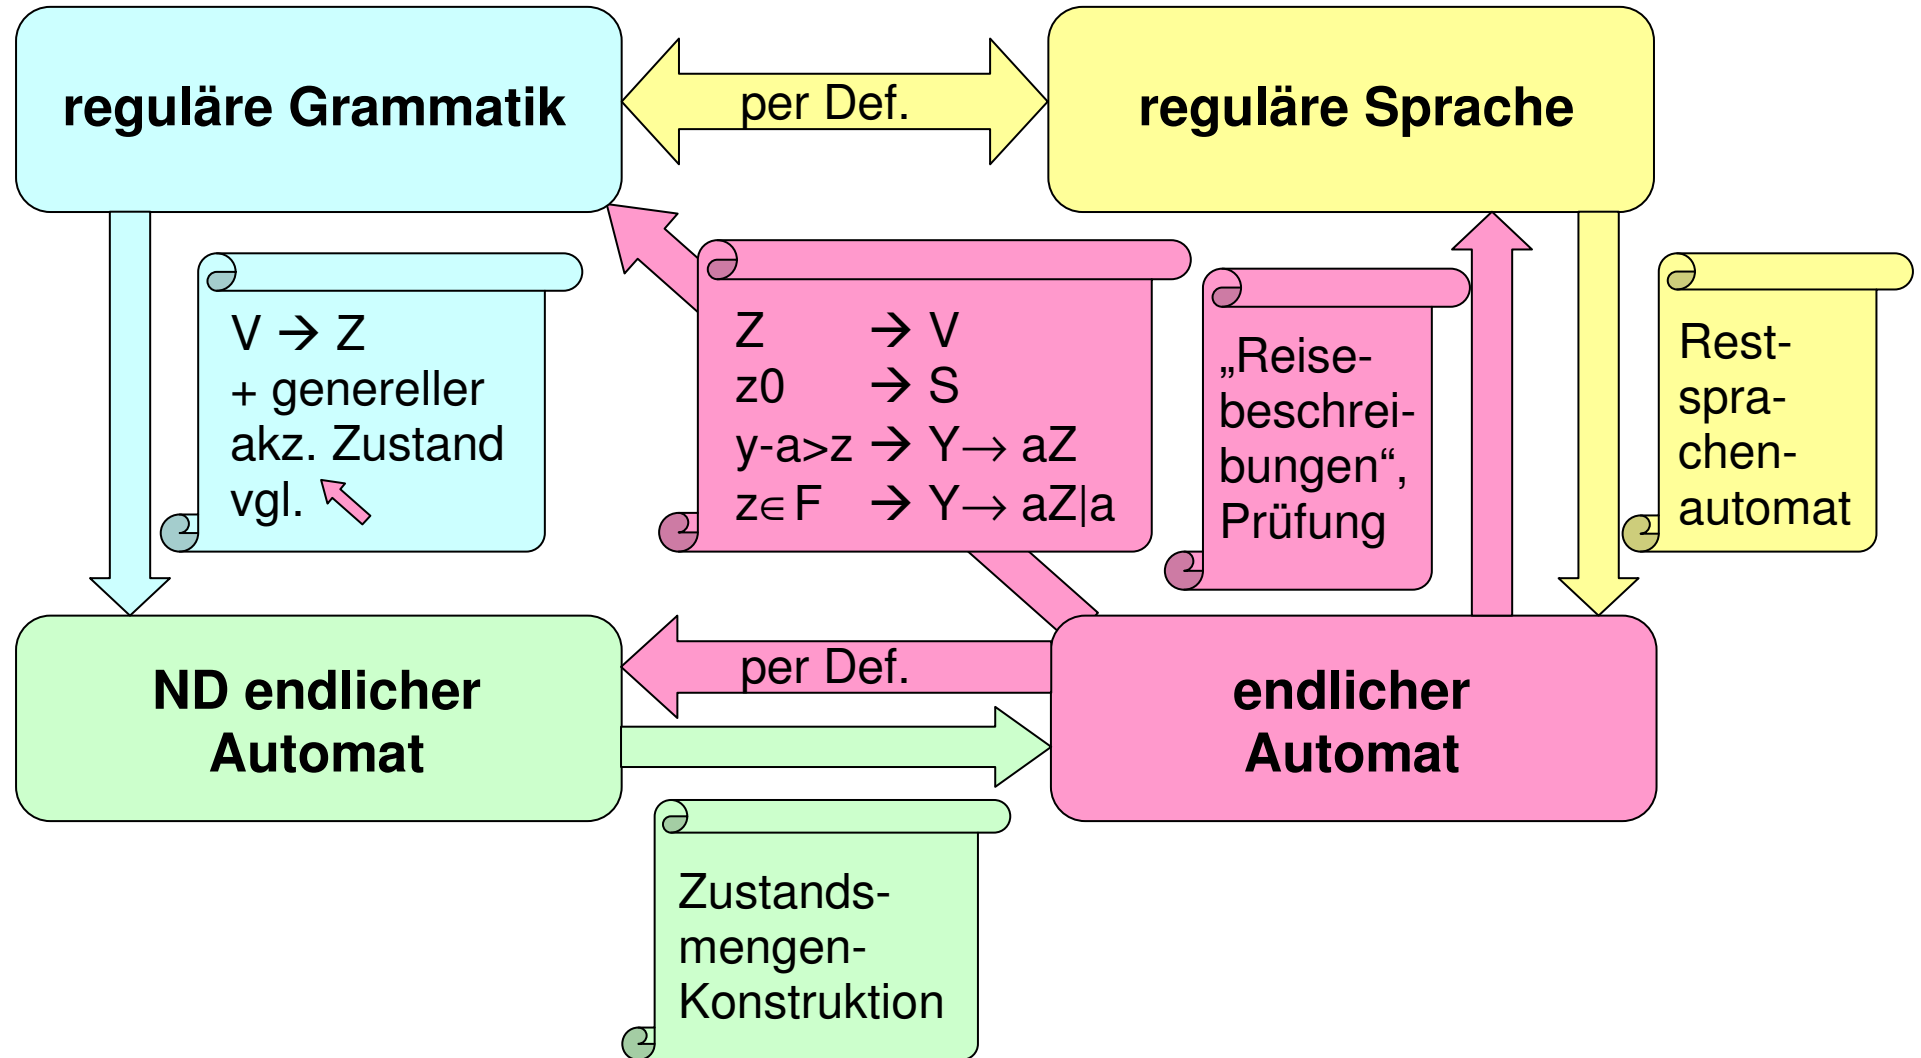 reguläre Grammatik
per Def.
reguläre Sprache
V → Z
+ genereller
akz. Zustand
vgl.
Z → V
z0 → S
y-a>z → Y→ aZ
z∈F → Y→ aZ|a
„Reise-
beschrei-
bungen“,
Prüfung
Rest-
spra-
chen-
automat
ND endlicher
Automat
per Def.
endlicher
Automat
Zustands-
mengen-
Konstruktion